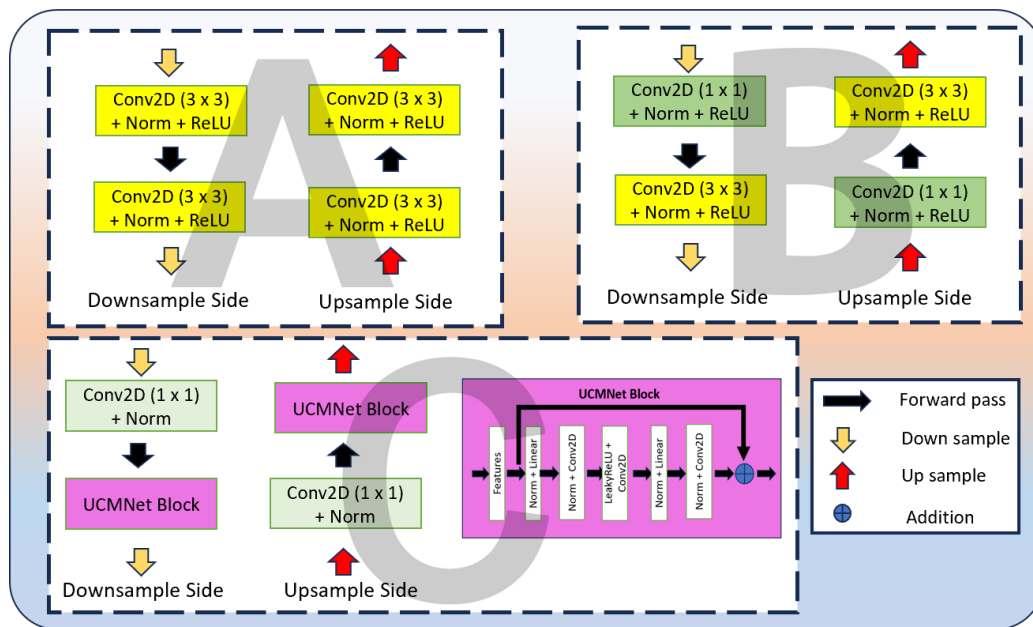 A
Conv2D (3 x 3)
+ Norm + ReLU
Conv2D (3 x 3)
+ Norm + ReLU
Downsample Side
Conv2D (3 x 3)
+ Norm + ReLU
Conv2D (3 x 3)
+ Norm + ReLU
Upsample Side
B
Conv2D (1 x 1)
+ Norm + ReLU
Conv2D (3 x 3)
+ Norm + ReLU
Downsample Side
Conv2D (3 x 3)
+ Norm + ReLU
Conv2D (1 x 1)
+ Norm + ReLU
Upsample Side
C
Conv2D (1 x 1)
+ Norm
UCMNet Block
Downsample Side
UCMNet Block
Conv2D (1 x 1)
+ Norm
Upsample Side
UCMNet Block
Features
Norm + Linear
Norm + Conv2D
LeakyReLU +
Conv2D
Norm + Linear
Norm + Conv2D
Forward pass
Down sample
Up sample
Addition